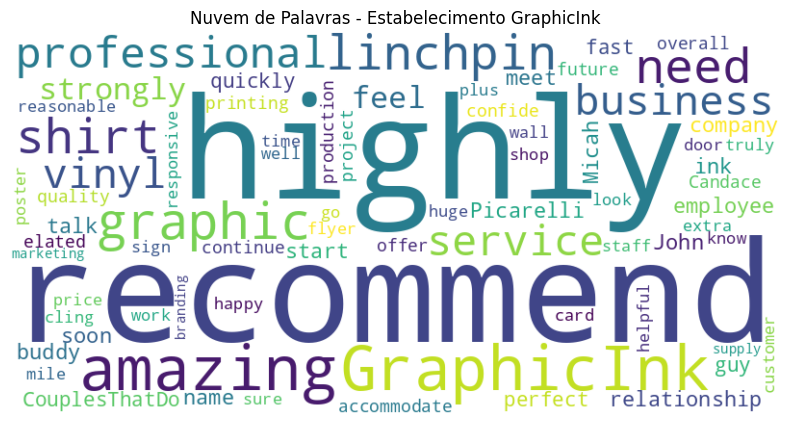 Nuvem de Palavras - Estabelecimento GraphicInk
professional linchpin fast overall
strongly quickly meet future need
reasonable printing feel plus confide business
shirt responsive highly production project wall Micah company
vinyl time well shop door truly
poster quality ink Candace
graphic go flyer huge Picarelli look employee
talk elated sign continue start offer service staff extra John know
marketing
recommend
price cling work branding happy card helpful
soon buddy amazing GraphicInk supply guy customer
mile
CouplesThatDo name sure accommodate perfect relationship